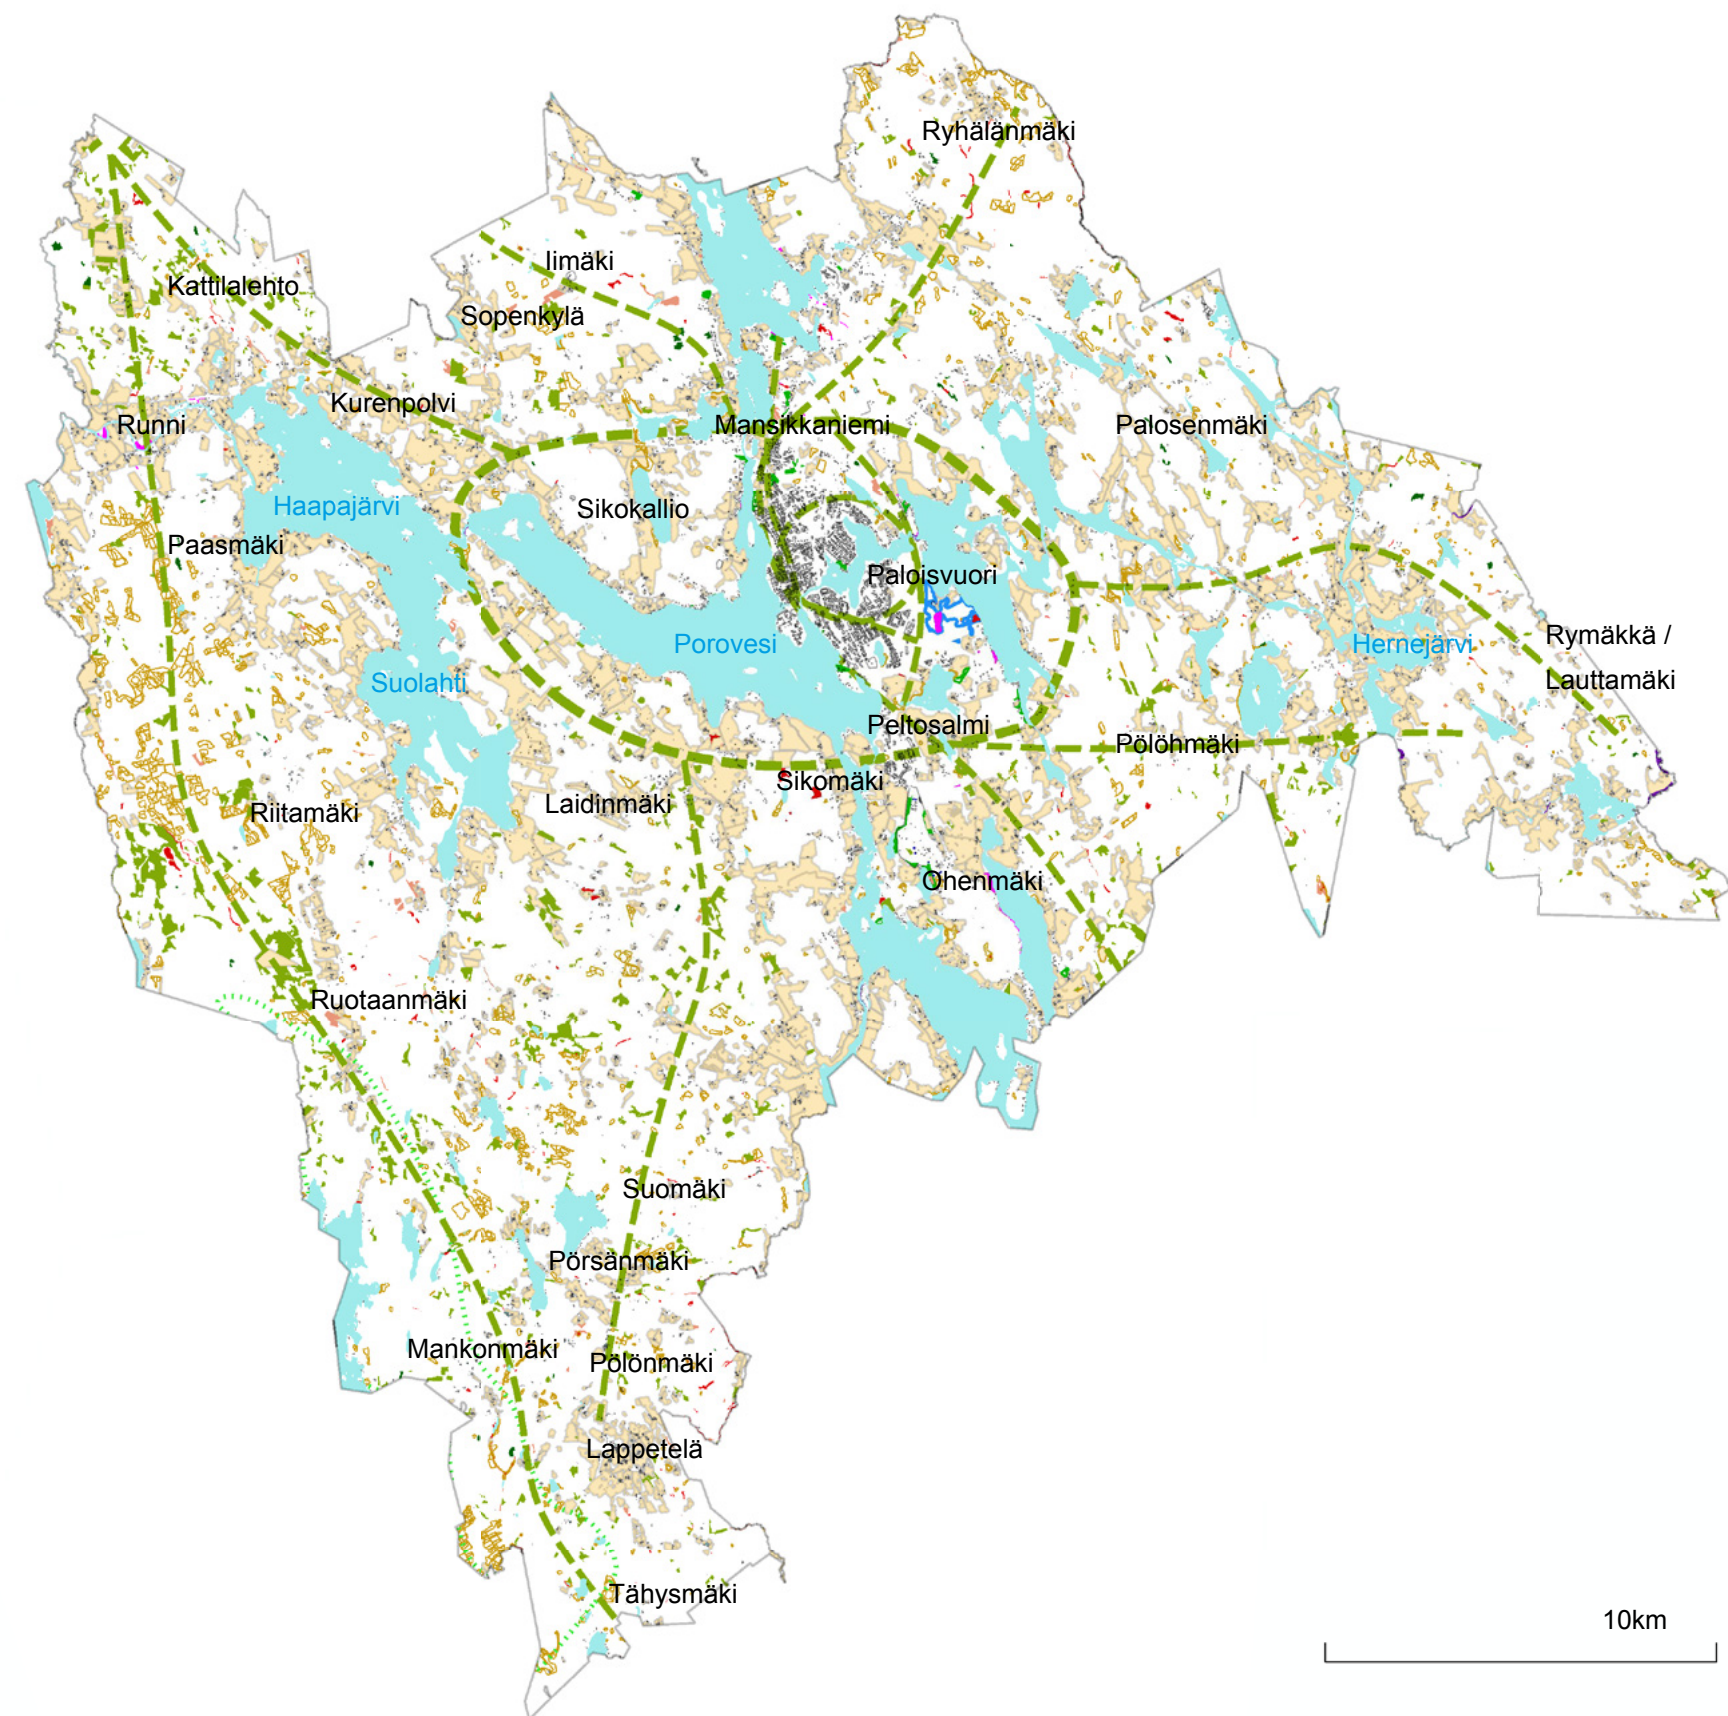 Ryhälänmäki
Iimäki
Kattilalehto
Sopenkylä
Kurenpolvi
Runni
Mansikkaniemi
Palosenmäki
Haapajärvi
Sikokallio
Paasmäki
Paloisvuori
Porovesi
Hernejärvi
Rymäkkä /
Lauttamäki
Suolahti
Peltosalmi
Pölöhmäki
Sikomäki
Laidinmäki
Riitamäki
Ohenmäki
Ruotaanmäki
Suomäki
Pörsänmäki
Mankonmäki
Pölönmäki
Lappetelä
Tähysmäki
10km